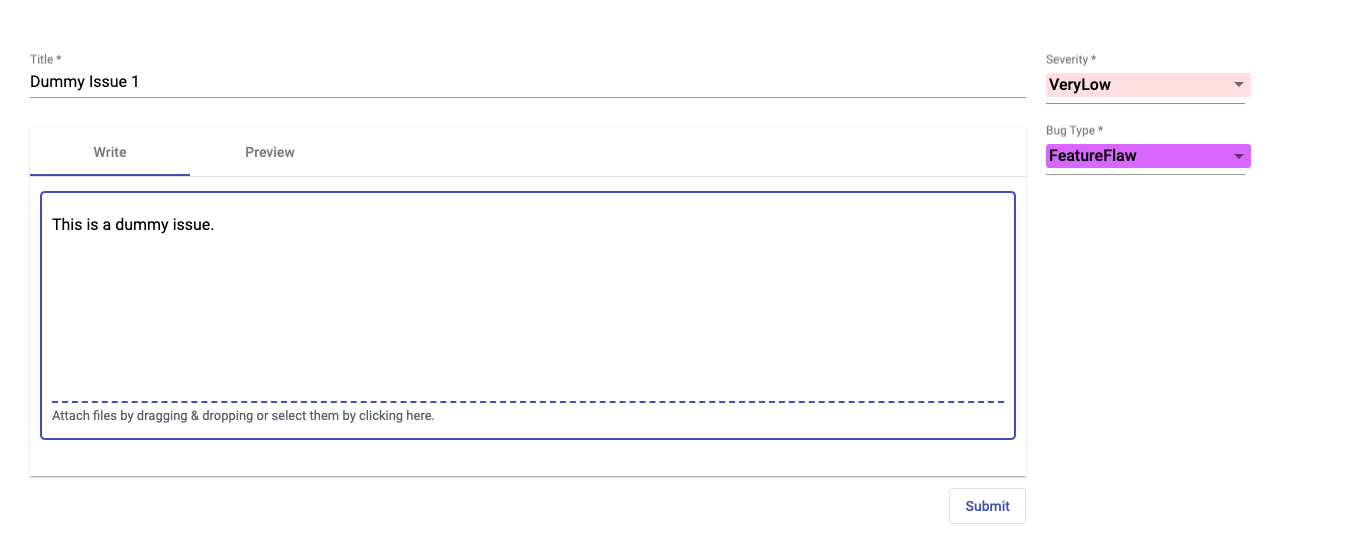 Title *
Dummy Issue 1
Severity *
VeryLow
Bug Type *
FeatureFlaw
Write
Preview
This is a dummy issue.
Attach files by dragging & dropping or select them by clicking here.
Submit